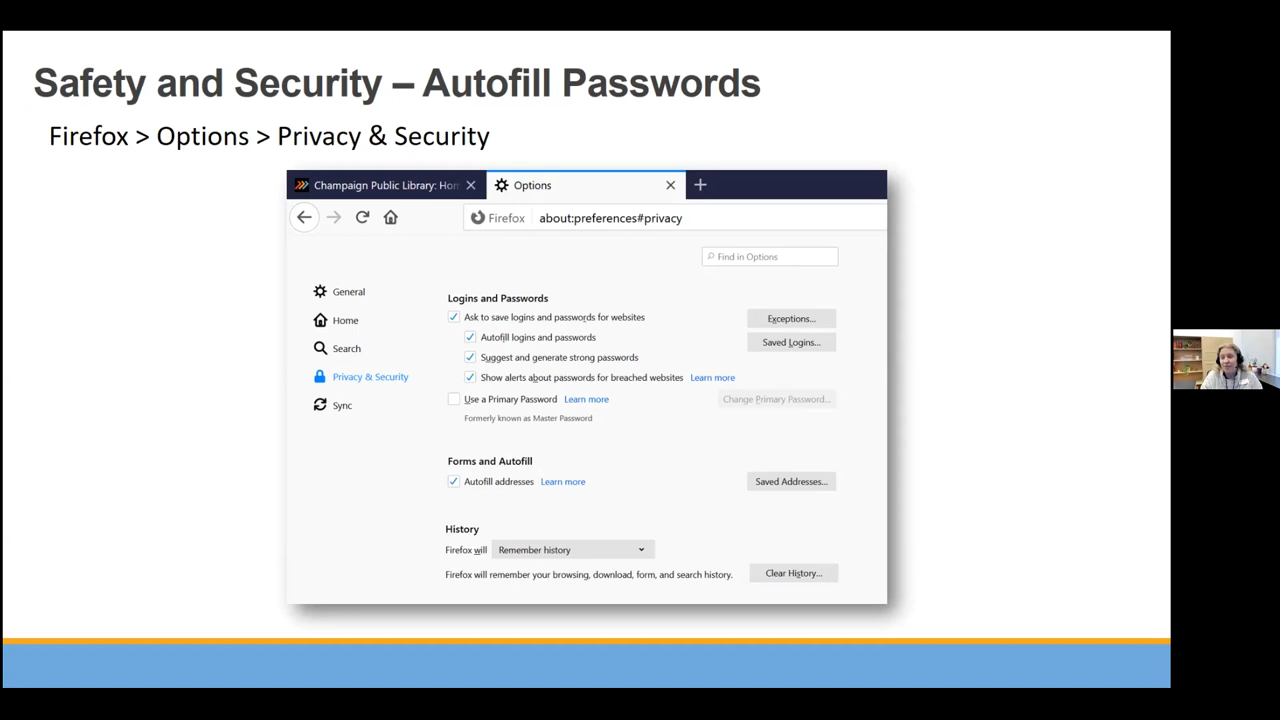 Safety and Security – Autofill Passwords
Firefox > Options > Privacy & Security
Champaign Public Library: Hom
Options
Firefox about:preferences#privacy
Find in Options
General
Home
Search
Privacy & Security
Sync
Logins and Passwords
Ask to save logins and passwords for websites
Exceptions...
Autofill logins and passwords
Saved Logins...
Suggest and generate strong passwords
Show alerts about passwords for breached websites Learn more
Use a Primary Password Learn more
Change Primary Password...
Formerly known as Master Password
Forms and Autofill
Autofill addresses Learn more
Saved Addresses...
History
Firefox will Remember history
Firefox will remember your browsing, download, form, and search history.
Clear History...